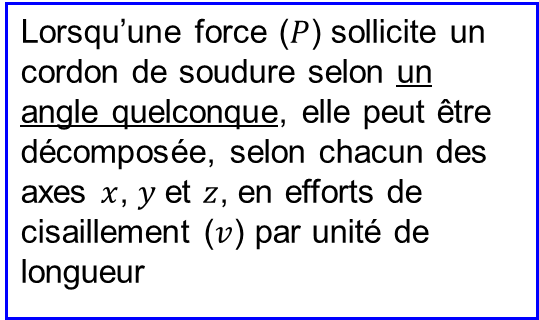 Lorsqu’une force (P) sollicite un
cordon de soudure selon un
angle quelconque, elle peut être
décomposée, selon chacun des
axes x, y et z, en efforts de
cisaillement (v) par unité de
longueur